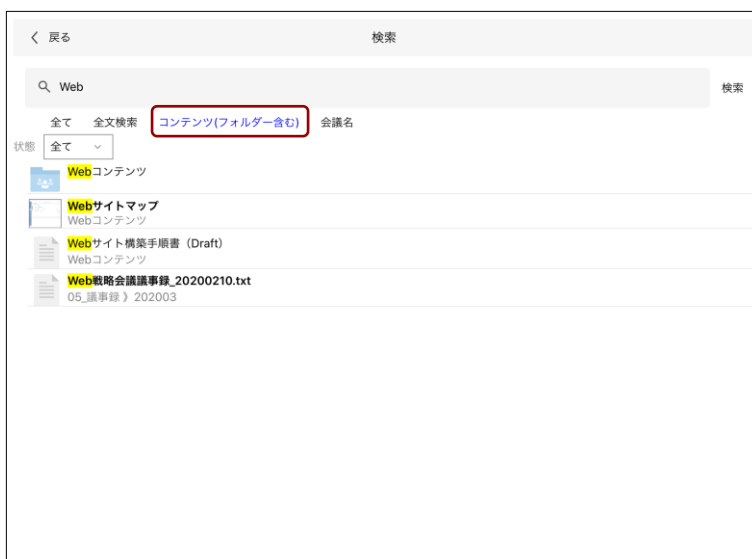 戻る 検索
Web 検索
全て 全文検索 コンテンツ(フォルダー含む) 会議名
状態 全て
Webコンテンツ
Webサイトマップ
Webコンテンツ
Webサイト構築手順書（Draft）
Webコンテンツ
Web戦略会議議事録_20200210.txt
05_議事録 》202003